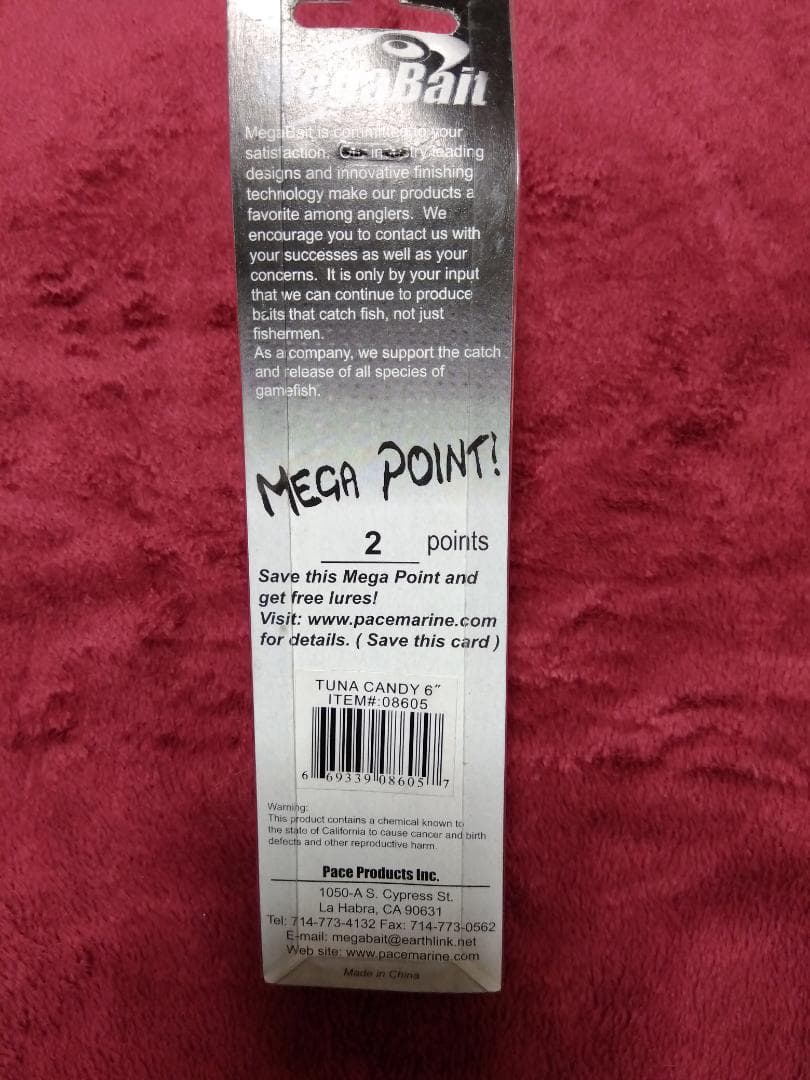 MegaBait
MegaBait is committed to your
satisfaction. Our industry leading
designs and innovative finishing
technology make our products a
favorite among anglers. We
encourage you to contact us with
your successes as well as your
concerns. It is only by your input
that we can continue to produce
baits that catch fish, not just
fishermen.
As a company, we support the catch
and release of all species of
gamefish.
MEGA POINT!
2 points
Save this Mega Point and
get free lures!
Visit: www.pacemarine.com
for details. ( Save this card )
TUNA CANDY 6″
ITEM#:08605
6 69339 08605 7
Warning:
This product contains a chemical known to
the state of California to cause cancer and birth
defects and other reproductive harm.
Pace Products Inc.
1050-A S. Cypress St.
La Habra, CA 90631
Tel: 714-773-4132 Fax: 714-773-0562
E-mail: megabait@earthlink.net
Web site: www.pacemarine.com
Made in China